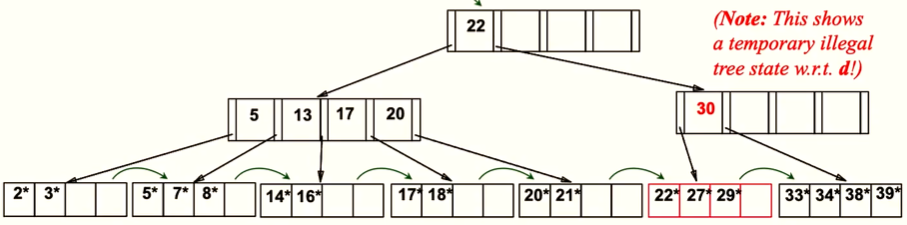 22
(Note: This shows
a temporary illegal
tree state w.r.t. d!)
5 13 17 20
30
2* 3*
5* 7* 8*
14* 16*
17* 18*
20* 21*
22* 27* 29*
33* 34* 38* 39*